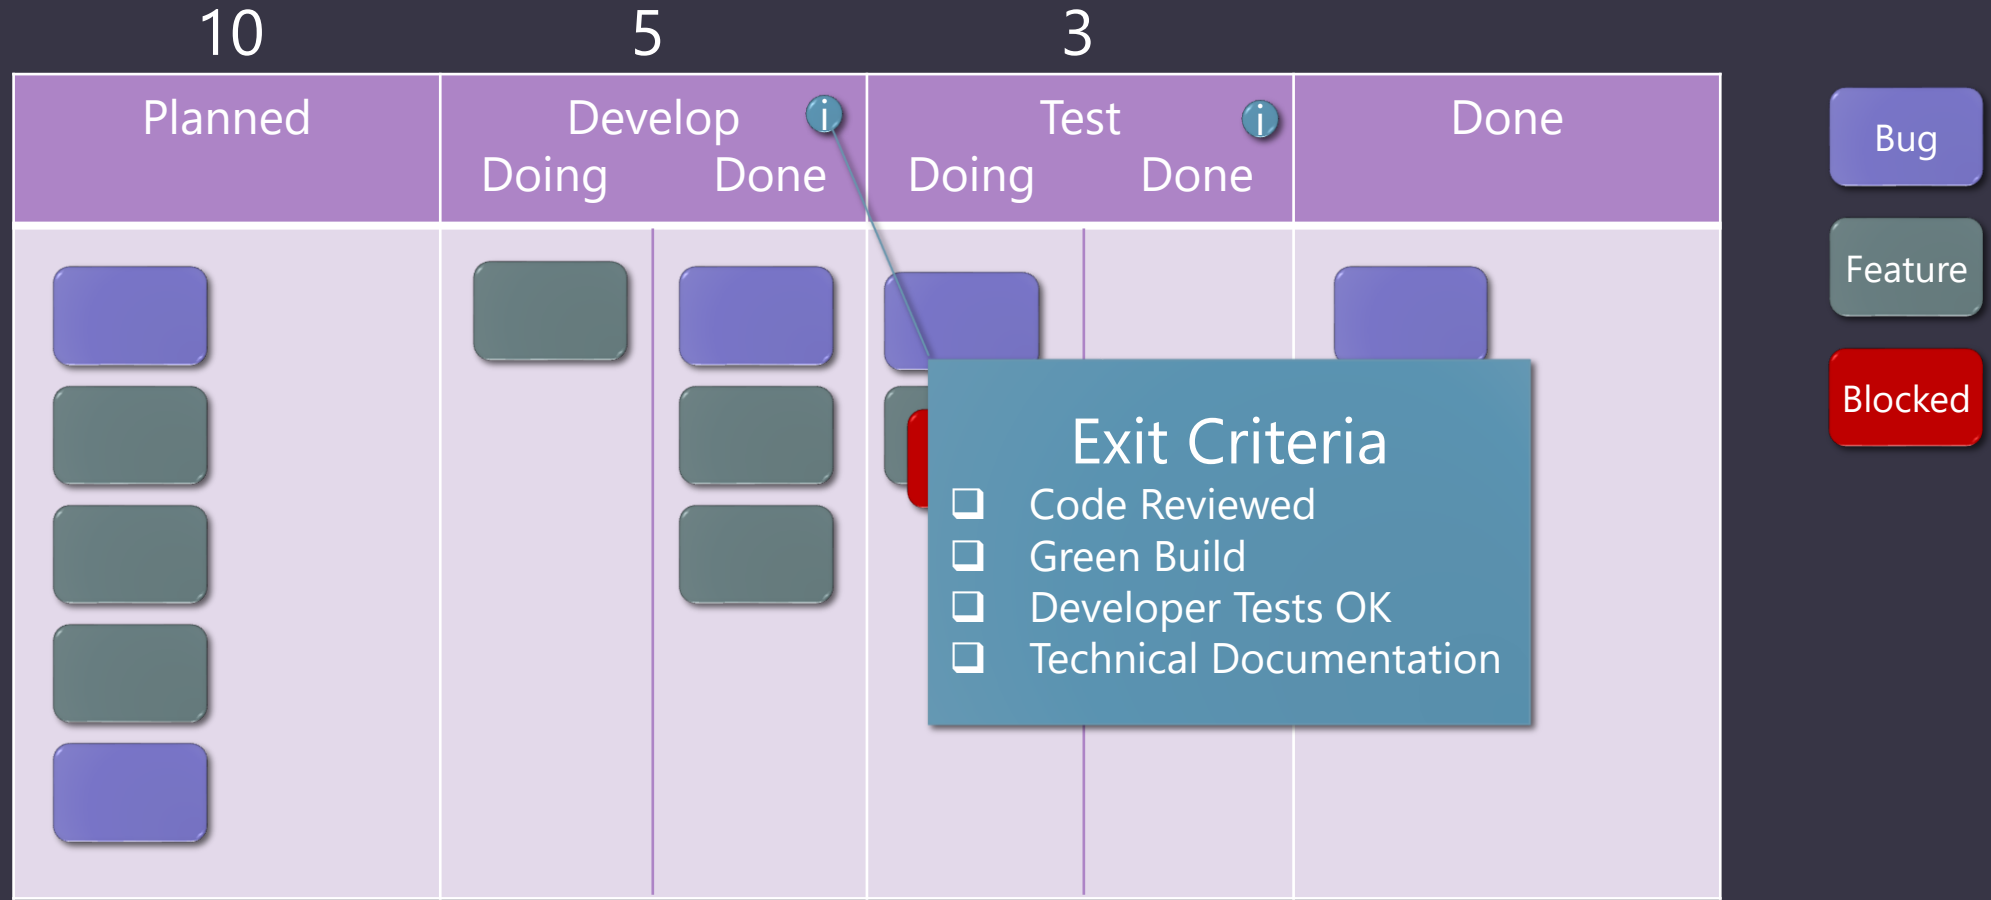 10 5 3
Planned Develop i Test i Done
Doing Done Doing Done
Bug
Feature
Blocked
Exit Criteria
❑ Code Reviewed
❑ Green Build
❑ Developer Tests OK
❑ Technical Documentation